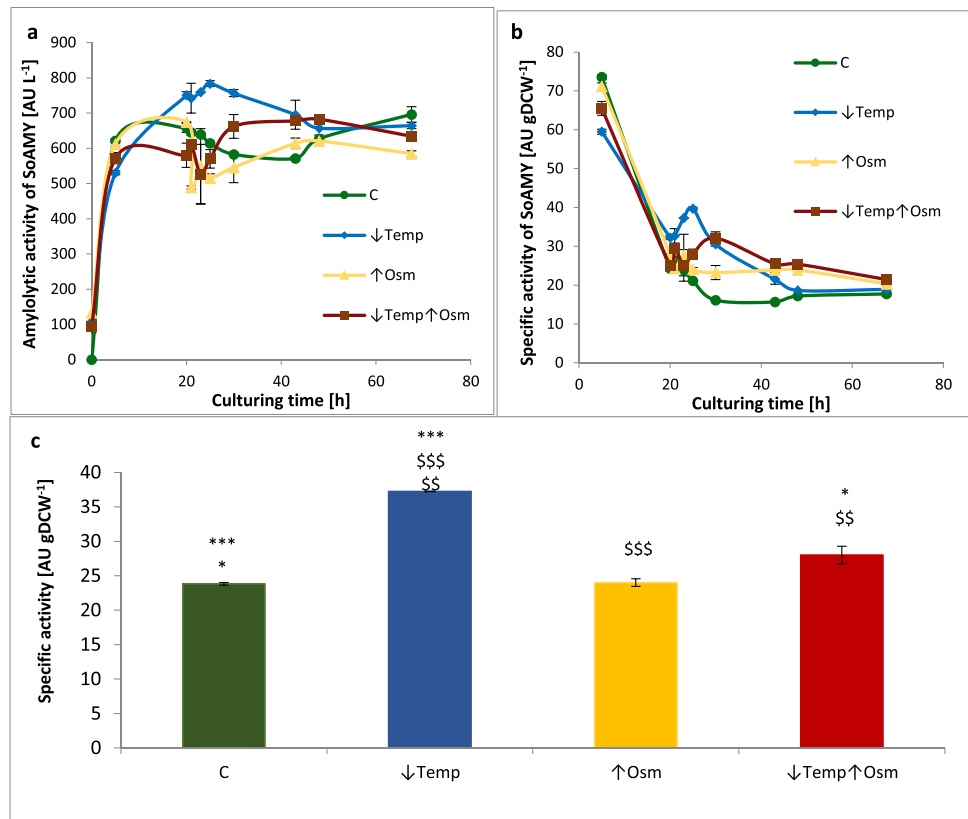 a
Amylolytic activity of SoAMY [AU L-1]
900
800
700
600
500
400
300
200
100
0
0 20 40 60 80
Culturing time [h]
C
↓Temp
↑Osm
↓Temp↑Osm
b
Specific activity of SoAMY [AU gDCW-1]
80
70
60
50
40
30
20
10
0
0 20 40 60 80
Culturing time [h]
C
↓Temp
↑Osm
↓Temp↑Osm
c
Specific activity [AU gDCW-1]
40
35
30
25
20
15
10
5
0
***
*
***
$$$
$$
$$$
*
$$
C ↓Temp ↑Osm ↓Temp↑Osm